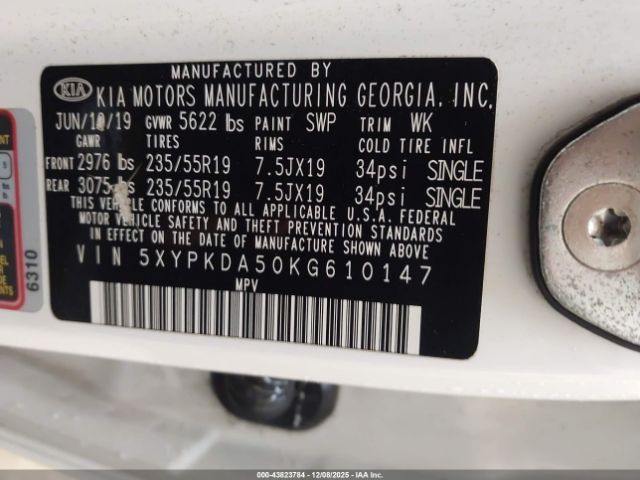 MANUFACTURED BY
KIA KIA MOTORS MANUFACTURING GEORGIA, INC.
JUN/10/19 GVWR 5622 lbs PAINT SWP TRIM WK
GAWR TIRES RIMS COLD TIRE INFL
FRONT 2976 lbs 235/55R19 7.5JX19 34psi SINGLE
REAR 3075 lbs 235/55R19 7.5JX19 34psi SINGLE
THIS VEHICLE CONFORMS TO ALL APPLICABLE U.S.A. FEDERAL
MOTOR VEHICLE SAFETY AND THEFT PREVENTION STANDARDS
IN EFFECT ON THE DATE OF MANUFACTURE SHOWN ABOVE
VIN 5XYPKDA50KG610147
MPV
6310
000-43823784 | 12/08/2025 - IAAI Inc.